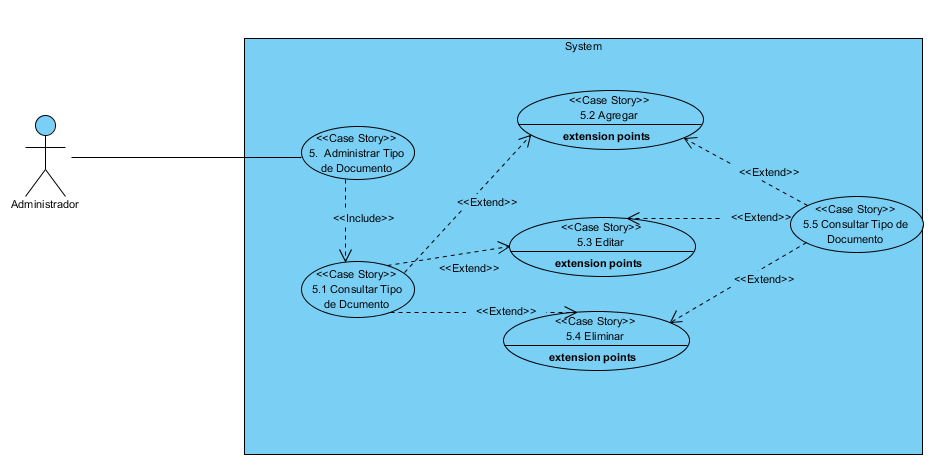 System
Administrador
<<Case Story>>
5.  Administrar Tipo
de Documento
<<Include>>
<<Case Story>>
5.1 Consultar Tipo
de Dcumento
<<Extend>>
<<Extend>>
<<Extend>>
<<Case Story>>
5.2 Agregar
extension points
<<Case Story>>
5.3 Editar
extension points
<<Case Story>>
5.4 Eliminar
extension points
<<Extend>>
<<Extend>>
<<Extend>>
<<Case Story>>
5.5 Consultar Tipo de
Documento